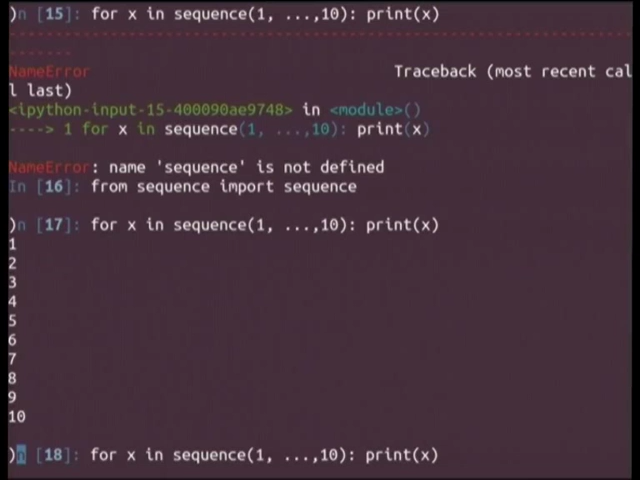 )n [15]: for x in sequence(1, ...,10): print(x)
---------------------------------------------------------------------------
-------
NameError                                Traceback (most recent cal
l last)
<ipython-input-15-400090ae9748> in <module>()
----> 1 for x in sequence(1, ...,10): print(x)
NameError: name 'sequence' is not defined
In [16]: from sequence import sequence
)n [17]: for x in sequence(1, ...,10): print(x)
1
2
3
4
5
6
7
8
9
10
)n [18]: for x in sequence(1, ...,10): print(x)